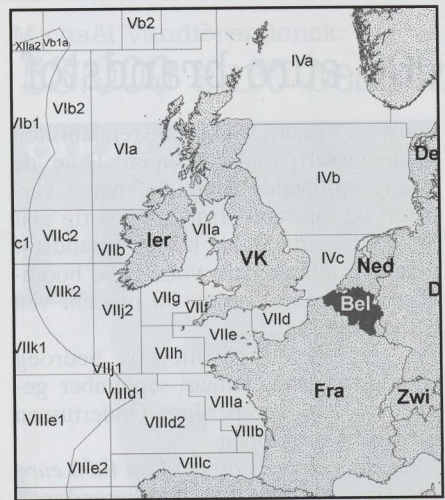 Vb2
XIIa2
Vb1a
IVa
VIb2
VIb1
VIa
De
IVb
c1
VIIc2
VIIb
Ier
VIIa
VK
IVc
Ned
VIIk2
VIIj2
VIIg
VIIf
VIIe
VIId
Bel
D
VIIk1
VIIh
VIIj1
VIIId1
VIIIa
Fra
Zwi
VIIIe1
VIIId2
VIIIb
VIIIe2
VIIIc